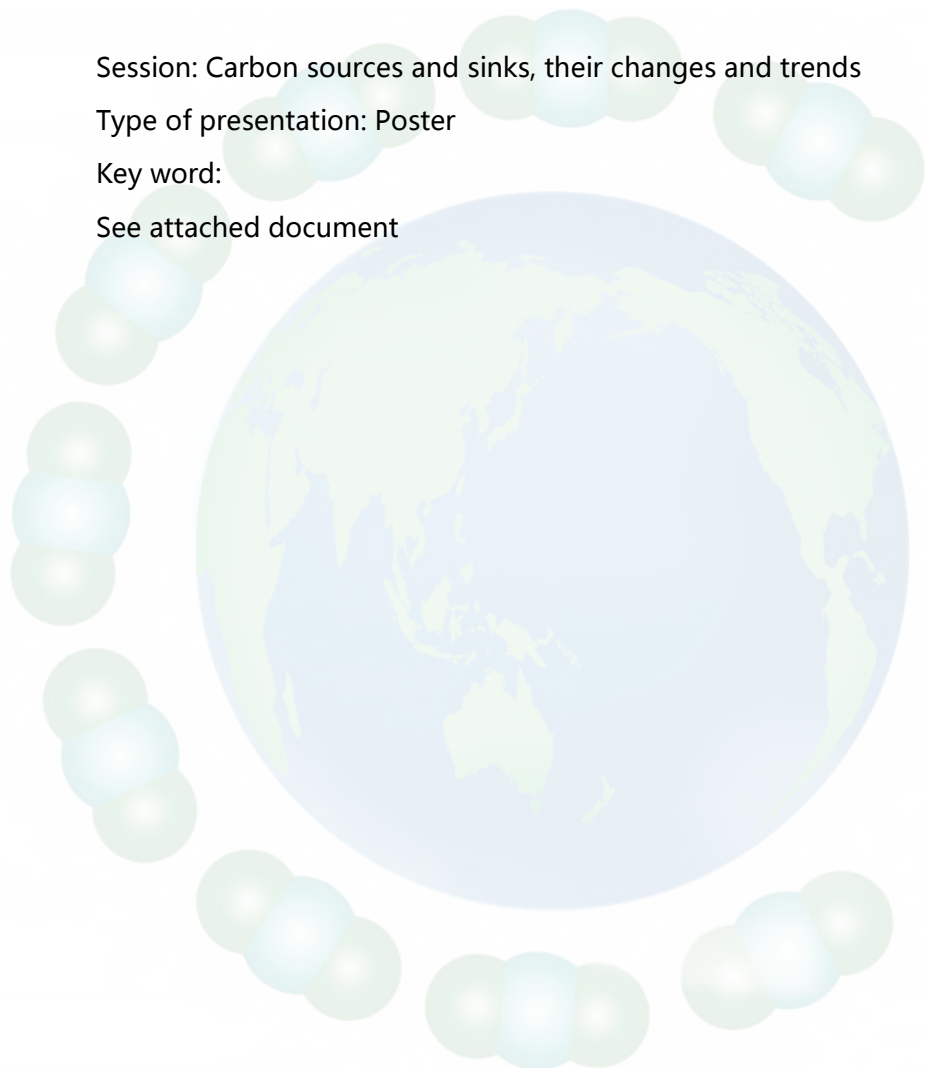 Session: Carbon sources and sinks, their changes and trends
Type of presentation: Poster
Key word:
See attached document